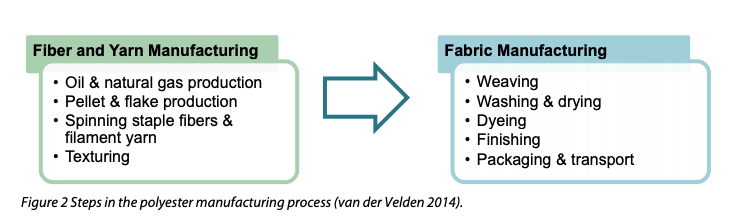 Fiber and Yarn Manufacturing
• Oil & natural gas production
• Pellet & flake production
• Spinning staple fibers &
filament yarn
• Texturing
Fabric Manufacturing
• Weaving
• Washing & drying
• Dyeing
• Finishing
• Packaging & transport
Figure 2 Steps in the polyester manufacturing process (van der Velden 2014).